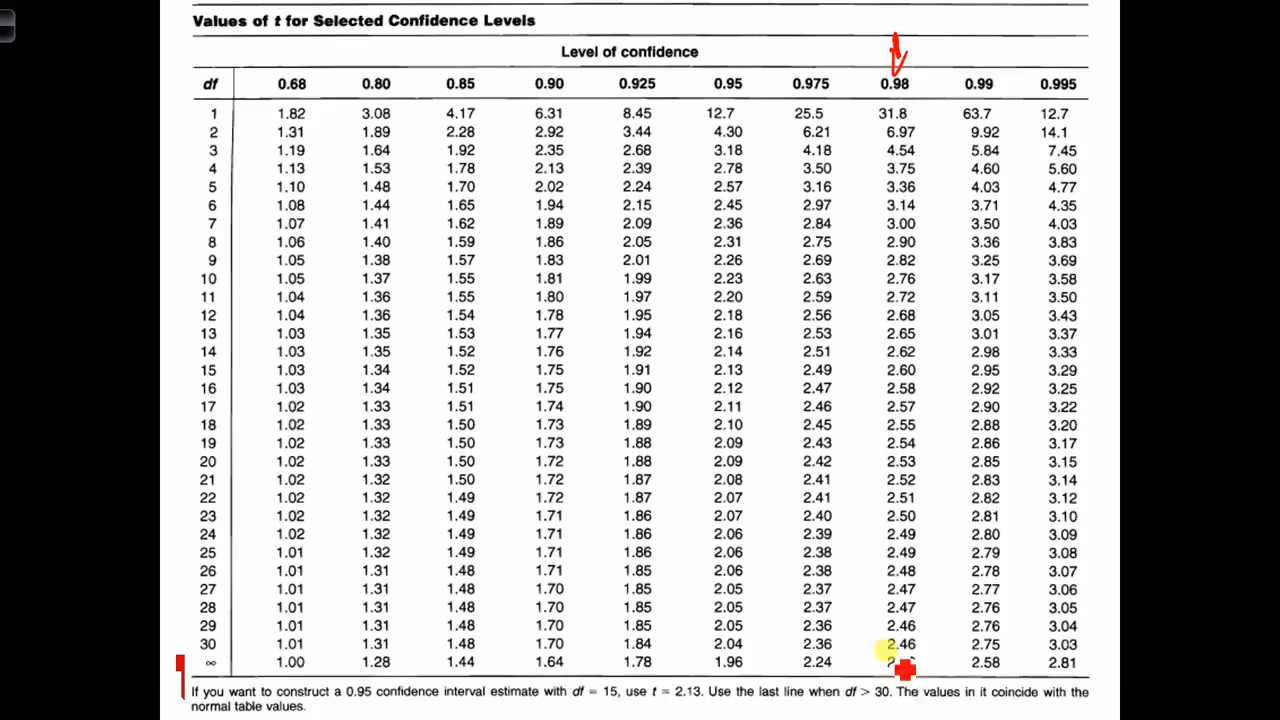 Values of t for Selected Confidence Levels
Level of confidence
df 0.68 0.80 0.85 0.90 0.925 0.95 0.975 0.98 0.99 0.995
1 1.82 3.08 4.17 6.31 8.45 12.7 25.5 31.8 63.7 12.7
2 1.31 1.89 2.28 2.92 3.44 4.30 6.21 6.97 9.92 14.1
3 1.19 1.64 1.92 2.35 2.68 3.18 4.18 4.54 5.84 7.45
4 1.13 1.53 1.78 2.13 2.39 2.78 3.50 3.75 4.60 5.60
5 1.10 1.48 1.70 2.02 2.24 2.57 3.16 3.36 4.03 4.77
6 1.08 1.44 1.65 1.94 2.15 2.45 2.97 3.14 3.71 4.35
7 1.07 1.41 1.62 1.89 2.09 2.36 2.84 3.00 3.50 4.03
8 1.06 1.40 1.59 1.86 2.05 2.31 2.75 2.90 3.36 3.83
9 1.05 1.38 1.57 1.83 2.01 2.26 2.69 2.82 3.25 3.69
10 1.05 1.37 1.55 1.81 1.99 2.23 2.63 2.76 3.17 3.58
11 1.04 1.36 1.55 1.80 1.97 2.20 2.59 2.72 3.11 3.50
12 1.04 1.36 1.54 1.78 1.95 2.18 2.56 2.68 3.05 3.43
13 1.03 1.35 1.53 1.77 1.94 2.16 2.53 2.65 3.01 3.37
14 1.03 1.35 1.52 1.76 1.92 2.14 2.51 2.62 2.98 3.33
15 1.03 1.34 1.52 1.75 1.91 2.13 2.49 2.60 2.95 3.29
16 1.03 1.34 1.51 1.75 1.90 2.12 2.47 2.58 2.92 3.25
17 1.02 1.33 1.51 1.74 1.90 2.11 2.46 2.57 2.90 3.22
18 1.02 1.33 1.50 1.73 1.89 2.10 2.45 2.55 2.88 3.20
19 1.02 1.33 1.50 1.73 1.88 2.09 2.43 2.54 2.86 3.17
20 1.02 1.33 1.50 1.72 1.88 2.09 2.42 2.53 2.85 3.15
21 1.02 1.32 1.50 1.72 1.87 2.08 2.41 2.52 2.83 3.14
22 1.02 1.32 1.49 1.72 1.87 2.07 2.41 2.51 2.82 3.12
23 1.02 1.32 1.49 1.71 1.86 2.07 2.40 2.50 2.81 3.10
24 1.02 1.32 1.49 1.71 1.86 2.06 2.39 2.49 2.80 3.09
25 1.01 1.32 1.49 1.71 1.86 2.06 2.38 2.49 2.79 3.08
26 1.01 1.31 1.48 1.71 1.85 2.06 2.38 2.48 2.78 3.07
27 1.01 1.31 1.48 1.70 1.85 2.05 2.37 2.47 2.77 3.06
28 1.01 1.31 1.48 1.70 1.85 2.05 2.37 2.47 2.76 3.05
29 1.01 1.31 1.48 1.70 1.85 2.05 2.36 2.46 2.76 3.04
30 1.01 1.31 1.48 1.70 1.84 2.04 2.36 2.46 2.75 3.03
∞ 1.00 1.28 1.44 1.64 1.78 1.96 2.24 2.58 2.81
If you want to construct a 0.95 confidence interval estimate with df = 15, use t = 2.13. Use the last line when df > 30. The values in it coincide with the
normal table values.